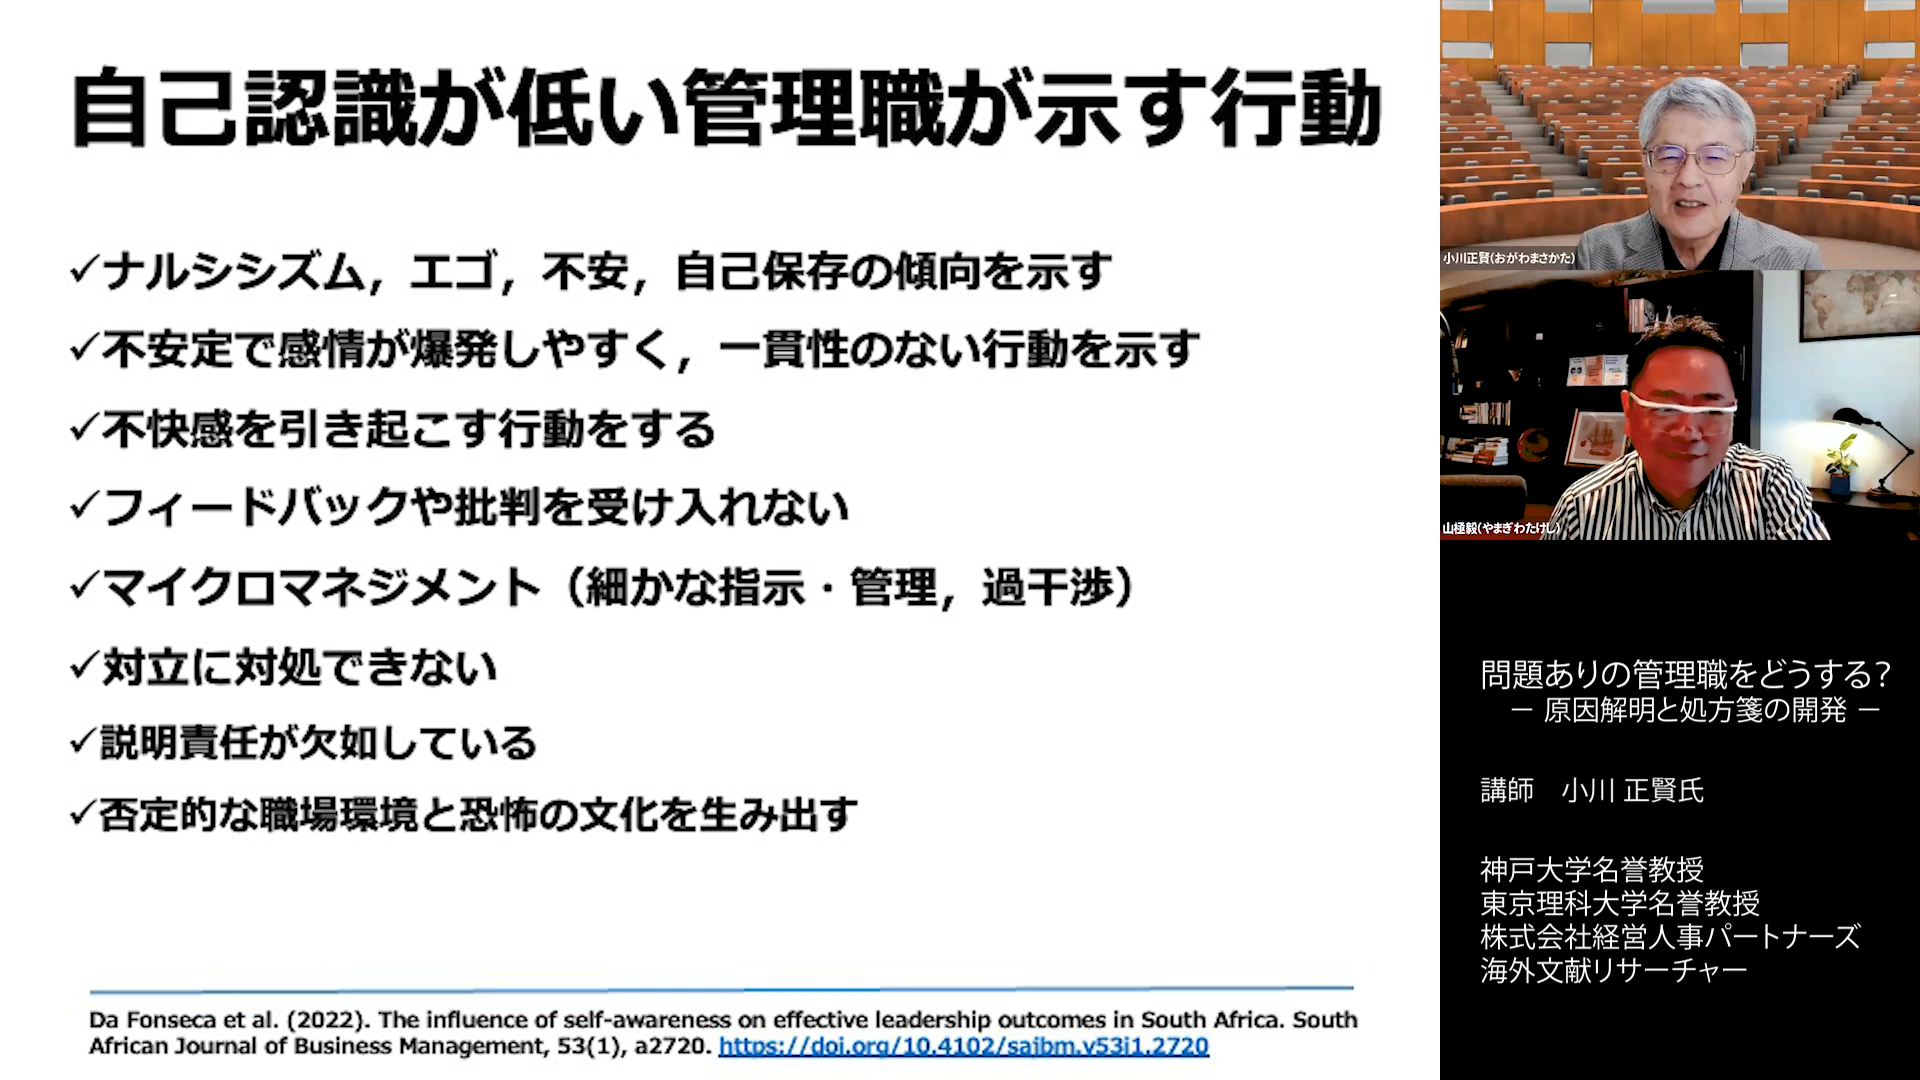 自己認識が低い管理職が示す行動
✓ナルシシズム，エゴ，不安，自己保存の傾向を示す
✓不安定で感情が爆発しやすく，一貫性のない行動を示す
✓不快感を引き起こす行動をする
✓フィードバックや批判を受け入れない
✓マイクロマネジメント（細かな指示・管理，過干渉）
✓対立に対処できない
✓説明責任が欠如している
✓否定的な職場環境と恐怖の文化を生み出す
Da Fonseca et al. (2022). The influence of self-awareness on effective leadership outcomes in South Africa. South
African Journal of Business Management, 53(1), a2720. https://doi.org/10.4102/sajbm.v53i1.2720
小川正賢(おがわまさかた)
山極毅(やまぎわたけし)
問題ありの管理職をどうする？
－ 原因解明と処方箋の開発 －
講師　小川 正賢氏
神戸大学名誉教授
東京理科大学名誉教授
株式会社経営人事パートナーズ
海外文献リサーチャー